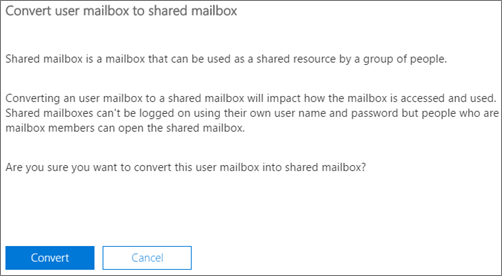 Convert user mailbox to shared mailbox
Shared mailbox is a mailbox that can be used as a shared resource by a group of people.
Converting an user mailbox to a shared mailbox will impact how the mailbox is accessed and used.
Shared mailboxes can't be logged on using their own user name and password but people who are
mailbox members can open the shared mailbox.
Are you sure you want to convert this user mailbox into shared mailbox?
Convert
Cancel